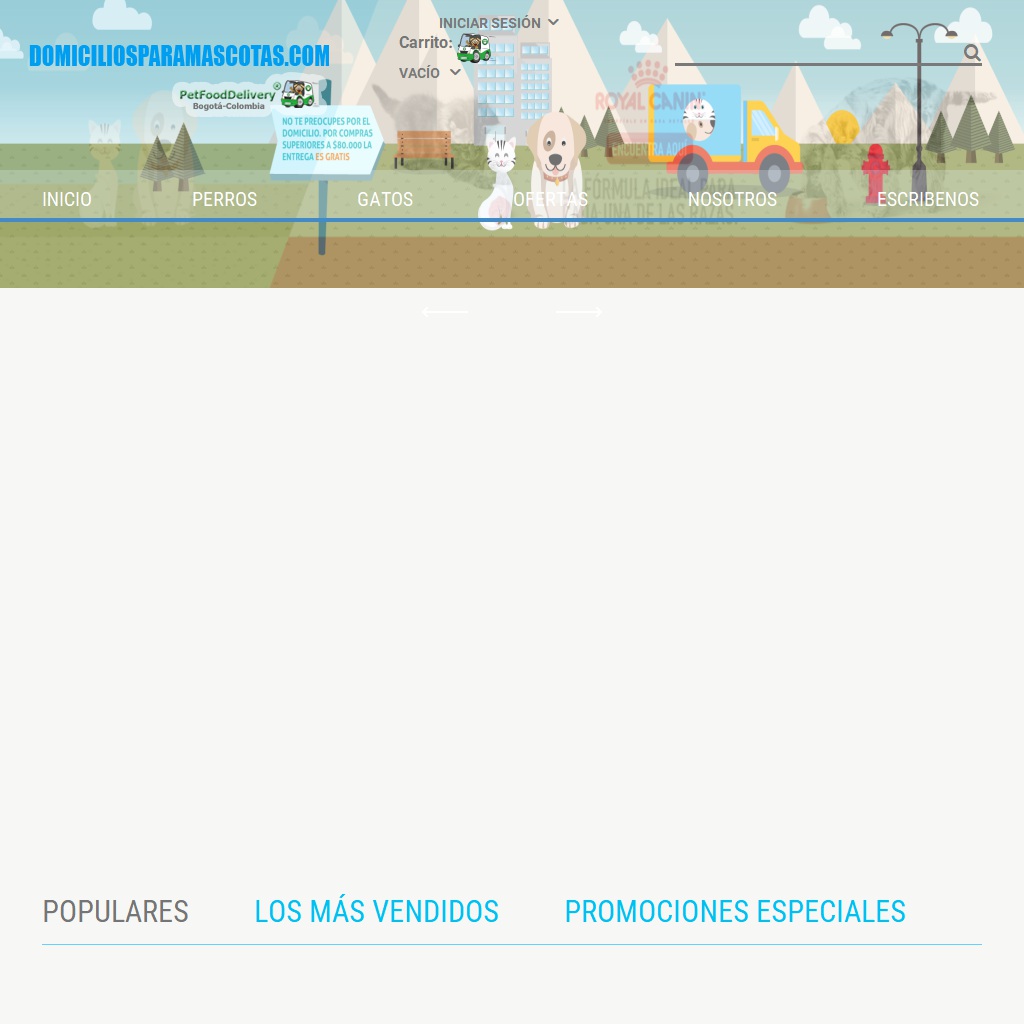 INICIAR SESIÓN
Carrito:
DOMICILIOSPARAMASCOTAS.COM
VACÍO
PetFoodDelivery®
Bogotá-Colombia
ROYAL CANIN
NO TE PREOCUPES POR EL
DOMICILIO. POR COMPRAS
SUPERIORES A $80.000 LA
ENTREGA ES GRATIS
ENCUENTRA AQUÍ
FÓRMULA IDEAL PARA
UNA DE LAS RAZAS
INICIO
PERROS
GATOS
OFERTAS
NOSOTROS
ESCRIBENOS
POPULARES
LOS MÁS VENDIDOS
PROMOCIONES ESPECIALES